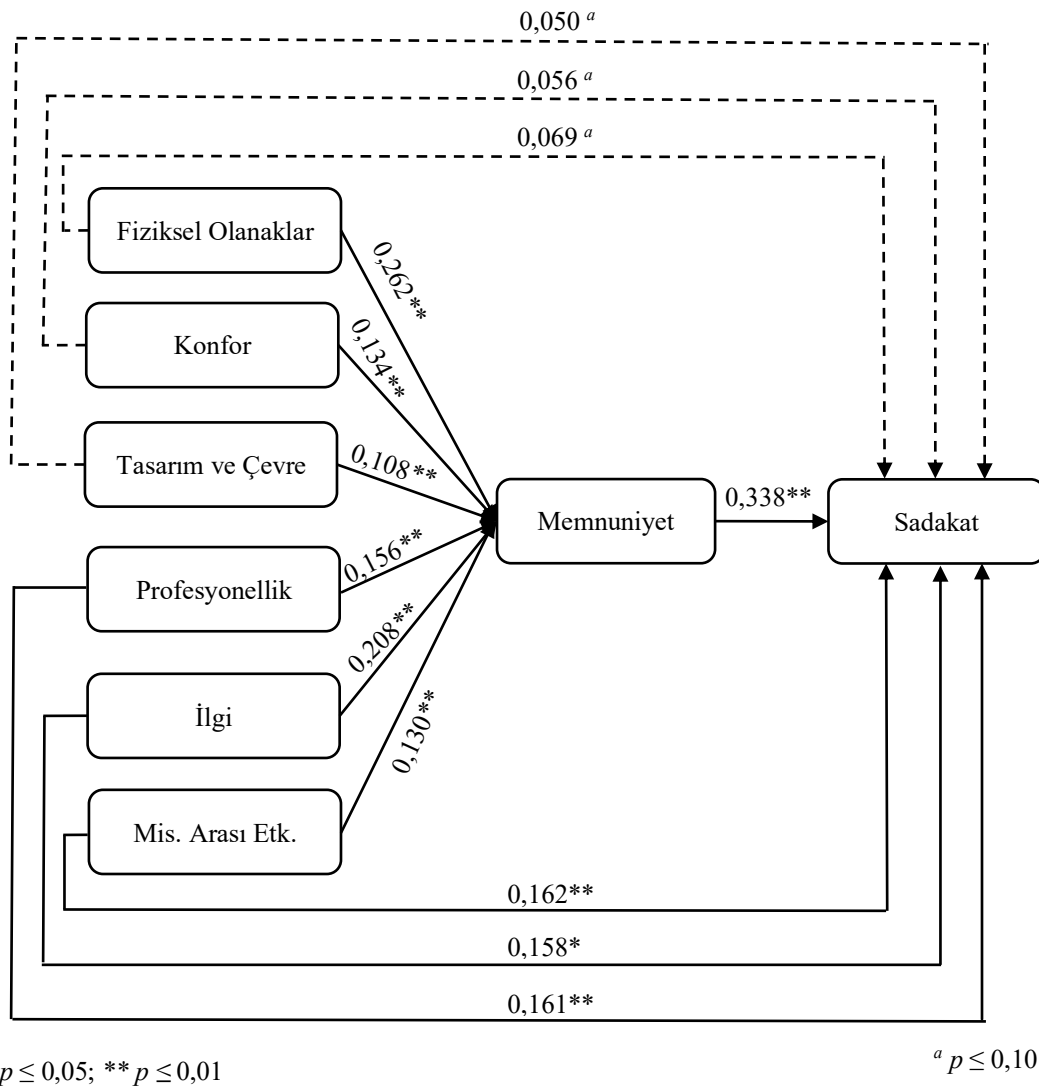 0,050 a
0,056 a
0,069 a
Fiziksel Olanaklar
0,262**
Konfor
0,134**
Tasarım ve Çevre
0,108**
Memnuniyet
0,338**
Sadakat
Profesyonellik
0,156**
İlgi
0,208**
Mis. Arası Etk.
0,130**
0,162**
0,158*
0,161**
p ≤ 0,05; ** p ≤ 0,01
a p ≤ 0,10